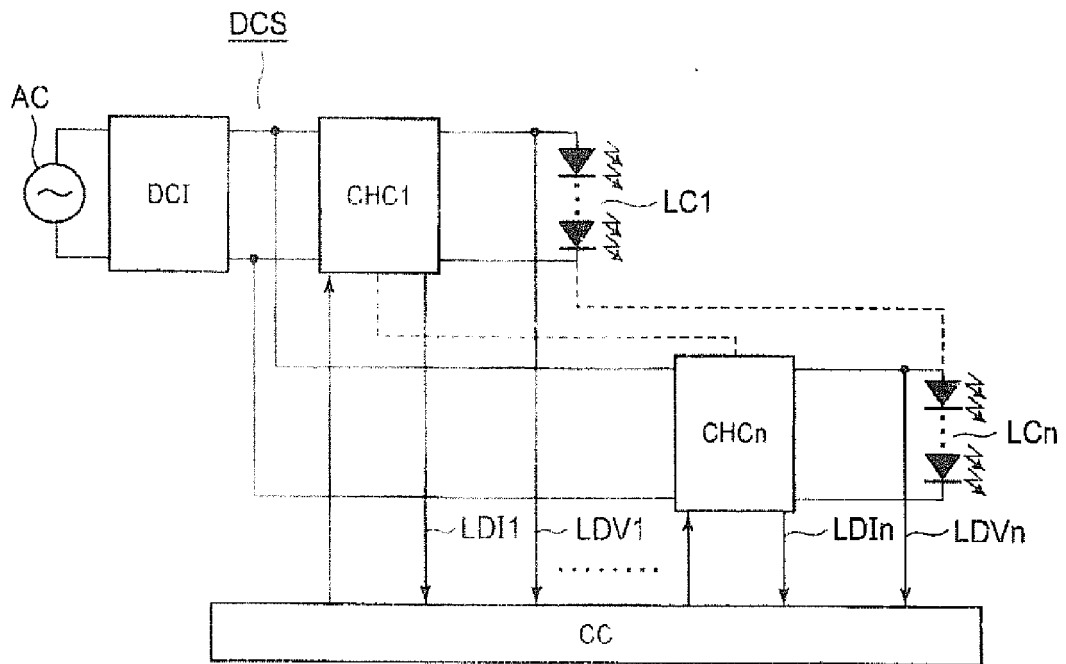 DCS
AC
DCI
CHC1
LC1
CHCn
LCn
LDI1
LDV1
LDIn
LDVn
CC